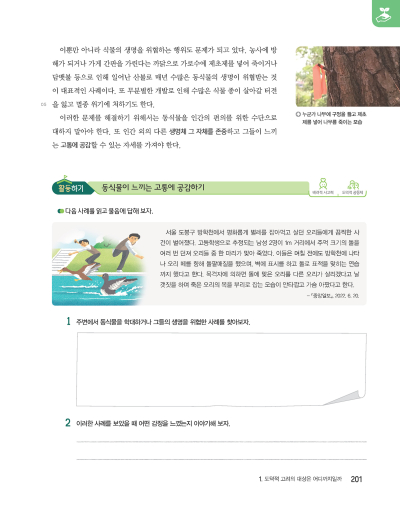 이뿐만 아니라 식물의 생명을 위협하는 행위도 문제가 되고 있다. 농사에 방
해가 되거나 가게 간판을 가린다는 까닭으로 가로수에 제초제를 넣어 죽이거나
담뱃불 등으로 인해 일어난 산불로 매년 수많은 동식물의 생명이 위협받는 것
이 대표적인 사례이다. 또 무분별한 개발로 인해 수많은 식물 종이 살아갈 터전
05 을 잃고 멸종 위기에 처하기도 한다.
이러한 문제를 해결하기 위해서는 동식물을 인간의 편의를 위한 수단으로
대하지 말아야 한다. 또 인간 외의 다른 생명체 그 자체를 존중하고 그들이 느끼
는 고통에 공감할 수 있는 자세를 가져야 한다.
누군가 나무에 구멍을 뚫고 제초
제를 넣어 나무를 죽이는 모습
활동하기 동식물이 느끼는 고통에 공감하기
다음 사례를 읽고 물음에 답해 보자.
서울 도봉구 방학천에서 평화롭게 벌레를 잡아먹고 살던 오리들에게 끔찍한 사
건이 벌어졌다. 고등학생으로 추정되는 남성 2명이 1m 거리에서 주먹 크기의 돌을
여러 번 던져 오리들 중 한 마리가 맞아 죽었다. 이들은 며칠 전에도 방학천에 나타
나 오리 떼를 향해 돌팔매질을 했으며, 벽에 표시를 하고 돌로 표적을 맞히는 연습
까지 했다고 한다. 목격자에 의하면 돌에 맞은 오리를 다른 오리가 살리겠다고 날
갯짓을 하며 죽은 오리의 목을 부리로 잡는 모습이 안타깝고 가슴 아팠다고 한다.
- 『중앙일보』, 2022. 6. 20.
1 주변에서 동식물을 학대하거나 그들의 생명을 위협한 사례를 찾아보자.
2 이러한 사례를 보았을 때 어떤 감정을 느꼈는지 이야기해 보자.
1. 도덕적 고려의 대상은 어디까지일까 201